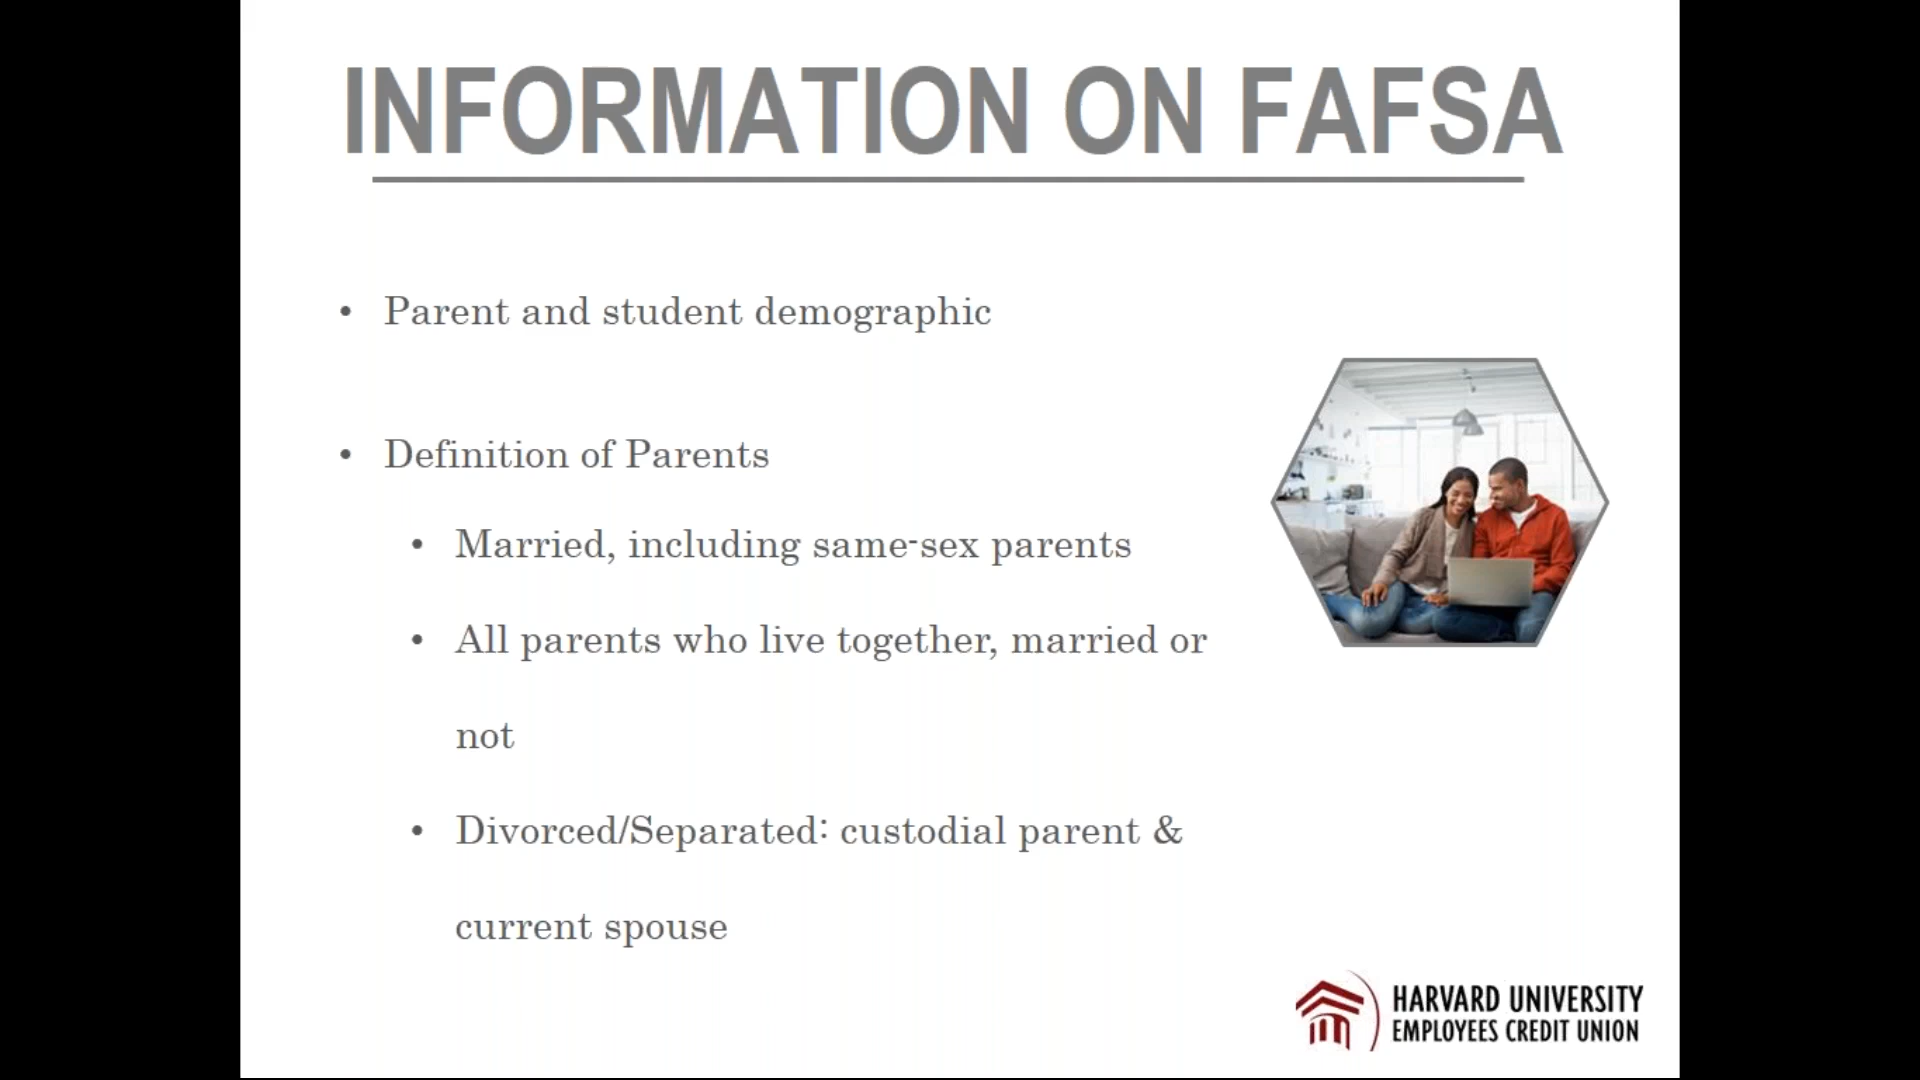 INFORMATION ON FAFSA
• Parent and student demographic
• Definition of Parents
• Married, including same-sex parents
• All parents who live together, married or
not
• Divorced/Separated: custodial parent &
current spouse
HARVARD UNIVERSITY
EMPLOYEES CREDIT UNION